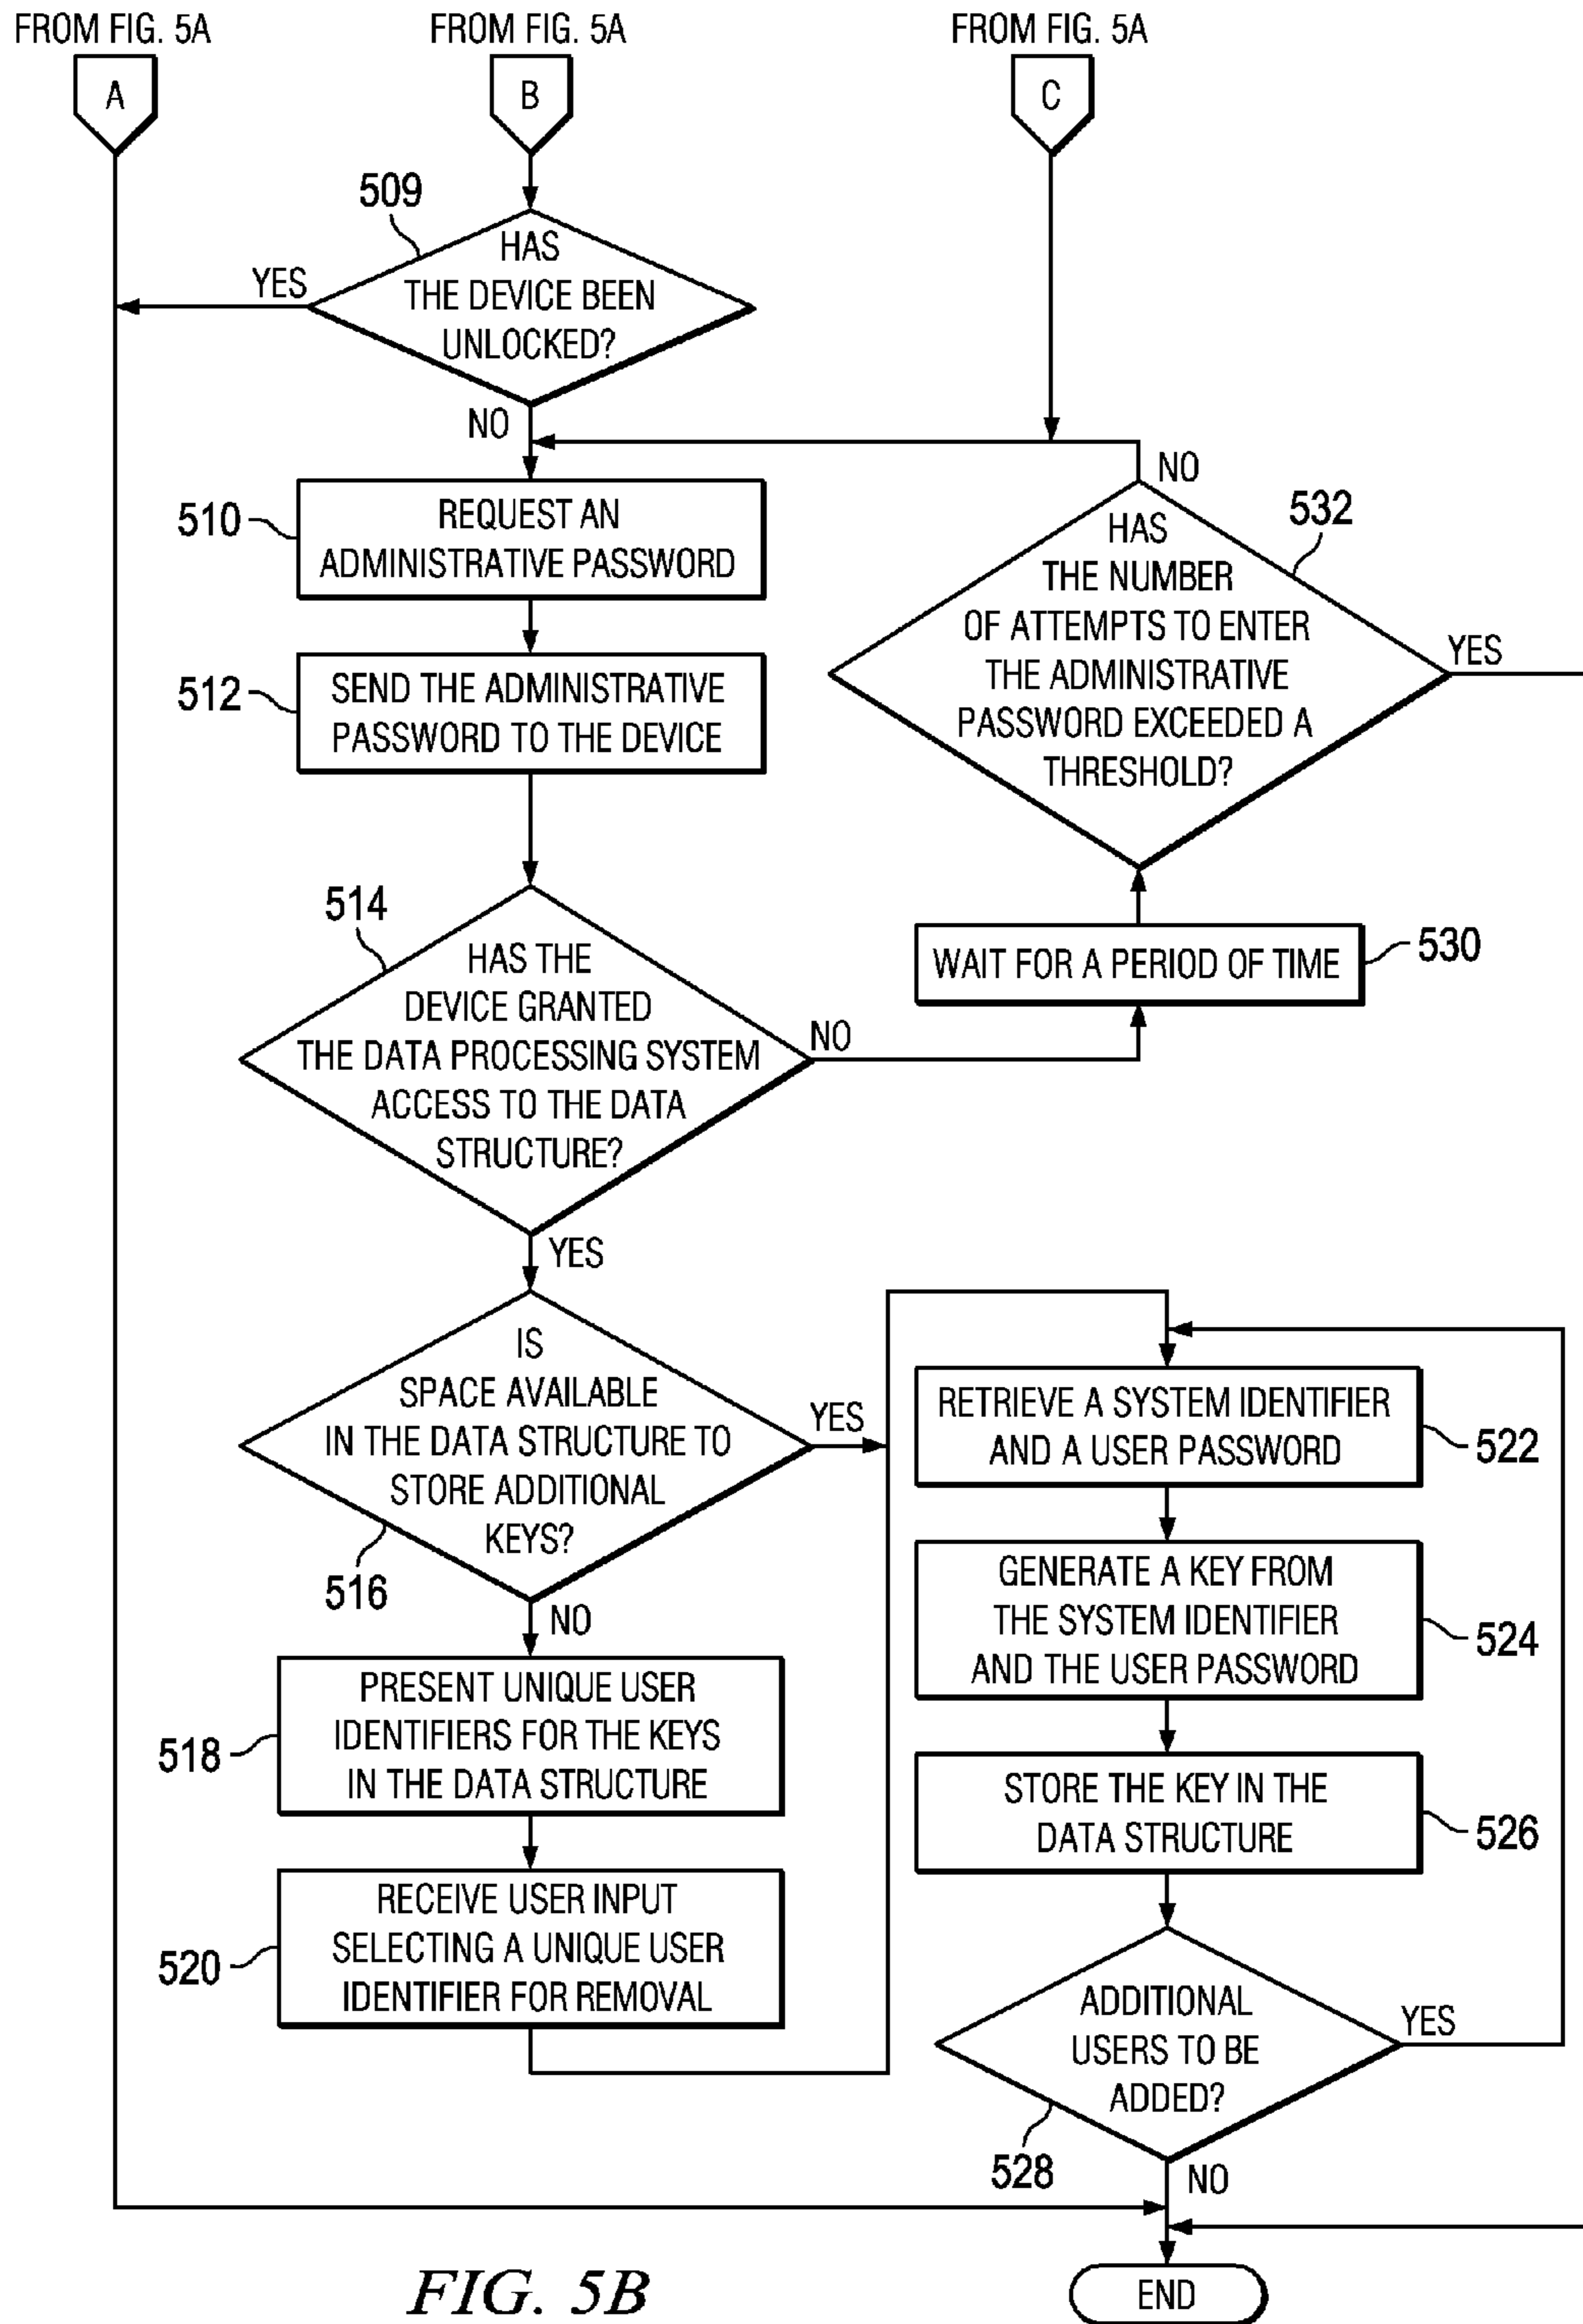 FROM FIG. 5A
A
FROM FIG. 5A
B
FROM FIG. 5A
C
509
HAS
THE DEVICE BEEN
UNLOCKED?
YES
NO
510
REQUEST AN
ADMINISTRATIVE PASSWORD
512
SEND THE ADMINISTRATIVE
PASSWORD TO THE DEVICE
NO
532
HAS
THE NUMBER
OF ATTEMPTS TO ENTER
THE ADMINISTRATIVE
PASSWORD EXCEEDED A
THRESHOLD?
YES
514
HAS THE
DEVICE GRANTED
THE DATA PROCESSING SYSTEM
ACCESS TO THE DATA
STRUCTURE?
NO
WAIT FOR A PERIOD OF TIME
530
YES
IS
SPACE AVAILABLE
IN THE DATA STRUCTURE TO
STORE ADDITIONAL
KEYS?
516
YES
NO
518
PRESENT UNIQUE USER
IDENTIFIERS FOR THE KEYS
IN THE DATA STRUCTURE
520
RECEIVE USER INPUT
SELECTING A UNIQUE USER
IDENTIFIER FOR REMOVAL
RETRIEVE A SYSTEM IDENTIFIER
AND A USER PASSWORD
522
GENERATE A KEY FROM
THE SYSTEM IDENTIFIER
AND THE USER PASSWORD
524
STORE THE KEY IN THE
DATA STRUCTURE
526
ADDITIONAL
USERS TO BE
ADDED?
YES
528
NO
END
FIG. 5B